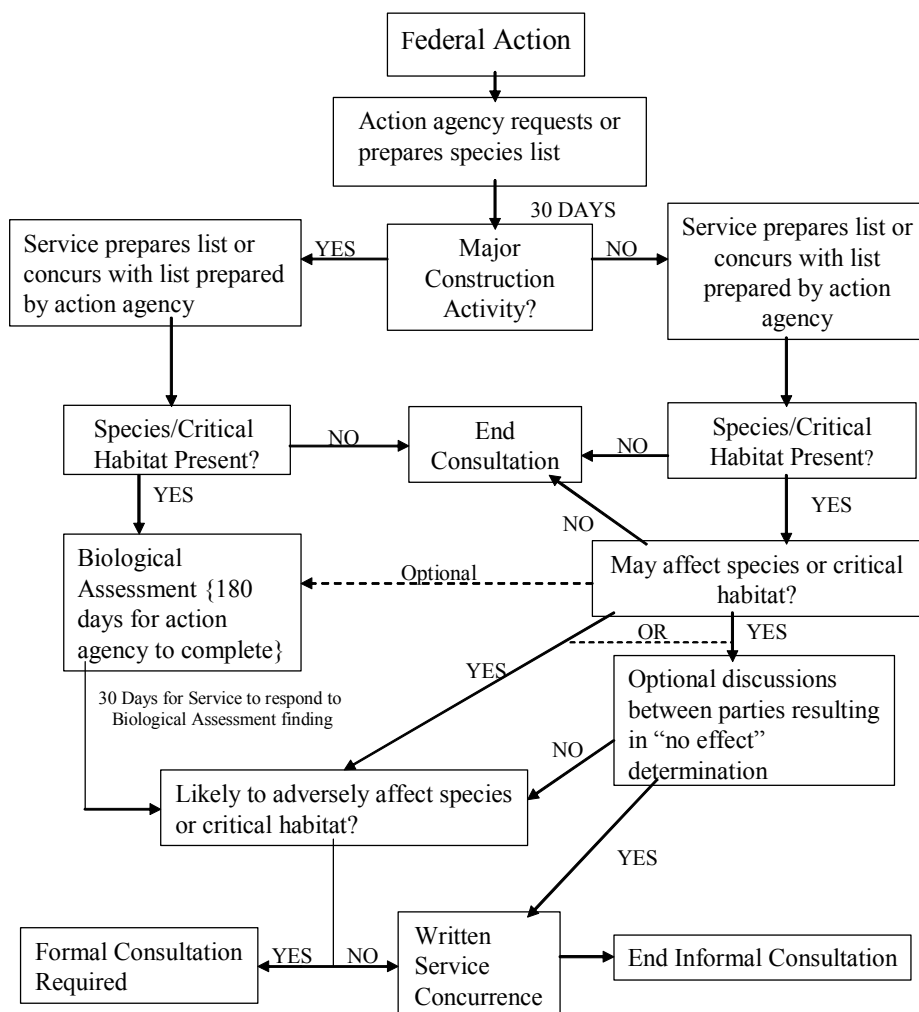 Federal Action
Action agency requests or
prepares species list
30 DAYS
Service prepares list or
concurs with list prepared
by action agency
YES
Major
Construction
Activity?
NO
Service prepares list or
concurs with list
prepared by action
agency
Species/Critical
Habitat Present?
NO
End
Consultation
NO
Species/Critical
Habitat Present?
YES
NO
YES
Biological
Assessment {180
days for action
agency to complete}
Optional
May affect species or critical
habitat?
OR
YES
YES
30 Days for Service to respond to
Biological Assessment finding
Optional discussions
between parties resulting
in “no effect”
determination
NO
Likely to adversely affect species
or critical habitat?
YES
Formal Consultation
Required
YES
NO
Written
Service
Concurrence
End Informal Consultation